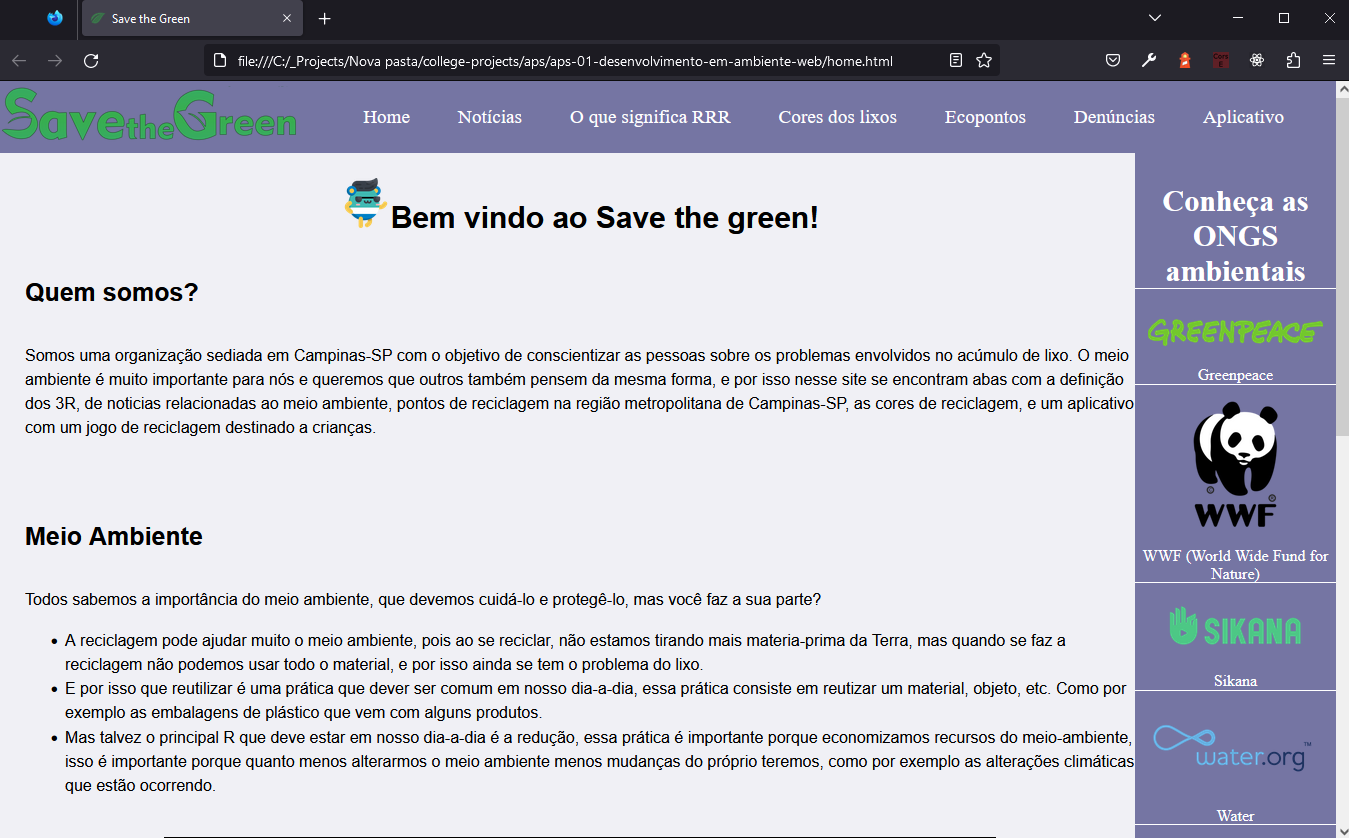 Save the Green
file:///C:/_Projects/Nova pasta/college-projects/aps/aps-01-desenvolvimento-em-ambiente-web/home.html
SavetheGreen
Home
Notícias
O que significa RRR
Cores dos lixos
Ecopontos
Denúncias
Aplicativo
Bem vindo ao Save the green!
Quem somos?
Somos uma organização sediada em Campinas-SP com o objetivo de conscientizar as pessoas sobre os problemas envolvidos no acúmulo de lixo. O meio
ambiente é muito importante para nós e queremos que outros também pensem da mesma forma, e por isso nesse site se encontram abas com a definição
dos 3R, de noticias relacionadas ao meio ambiente, pontos de reciclagem na região metropolitana de Campinas-SP, as cores de reciclagem, e um aplicativo
com um jogo de reciclagem destinado a crianças.
Meio Ambiente
Todos sabemos a importância do meio ambiente, que devemos cuidá-lo e protegê-lo, mas você faz a sua parte?
A reciclagem pode ajudar muito o meio ambiente, pois ao se reciclar, não estamos tirando mais materia-prima da Terra, mas quando se faz a
reciclagem não podemos usar todo o material, e por isso ainda se tem o problema do lixo.
E por isso que reutilizar é uma prática que dever ser comum em nosso dia-a-dia, essa prática consiste em reutizar um material, objeto, etc. Como por
exemplo as embalagens de plástico que vem com alguns produtos.
Mas talvez o principal R que deve estar em nosso dia-a-dia é a redução, essa prática é importante porque economizamos recursos do meio-ambiente,
isso é importante porque quanto menos alterarmos o meio ambiente menos mudanças do próprio teremos, como por exemplo as alterações climáticas
que estão ocorrendo.
Conheça as
ONGS
ambientais
GREENPEACE
Greenpeace
WWF
WWF (World Wide Fund for
Nature)
SIKANA
Sikana
water.org™
Water